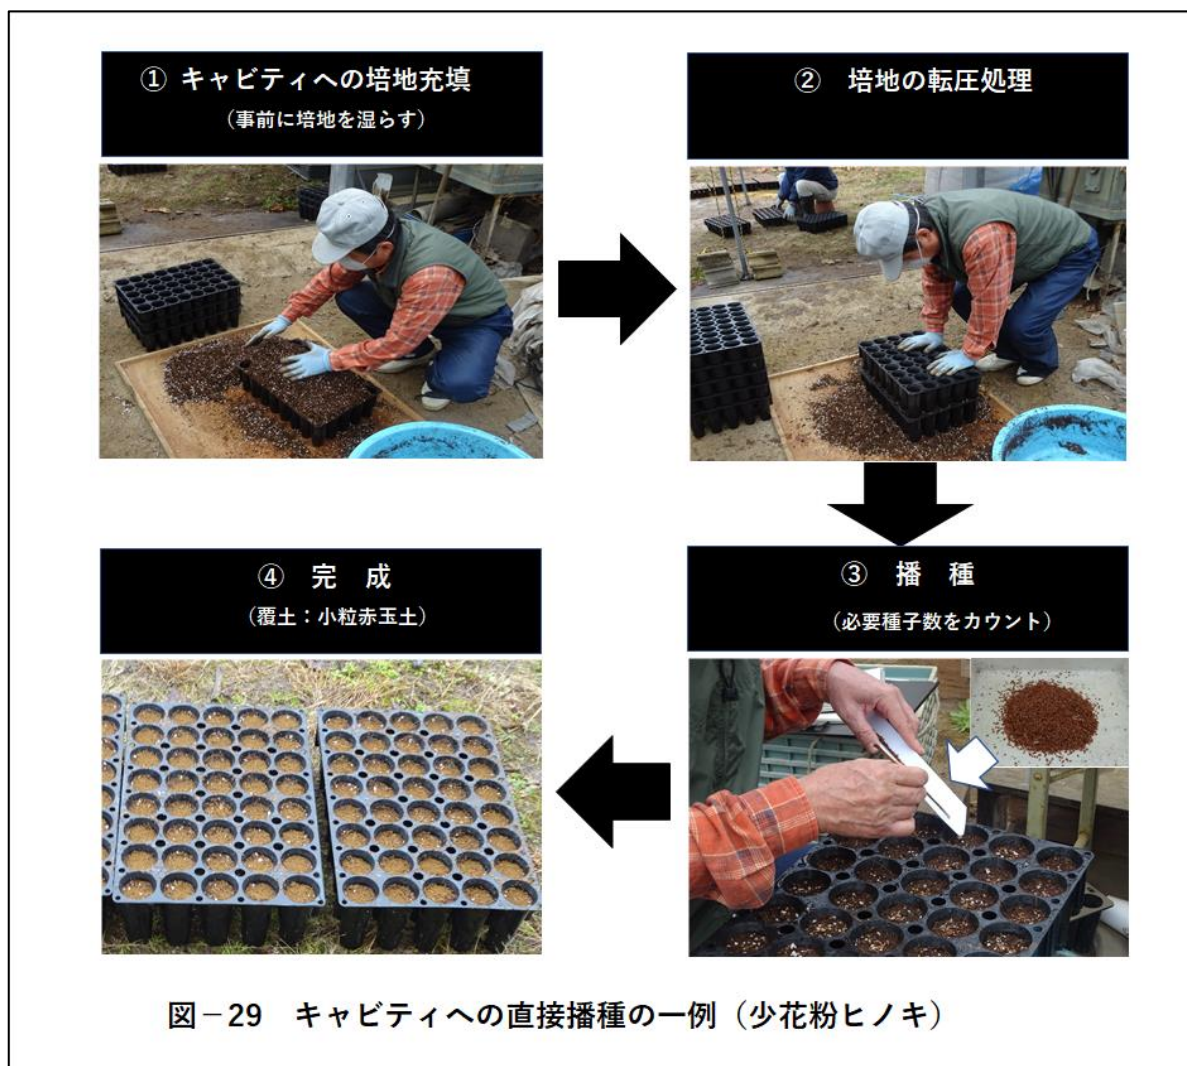 ① キャビティへの培地充填
（事前に培地を湿らす）
② 培地の転圧処理
③ 播 種
（必要種子数をカウント）
④ 完 成
（覆土：小粒赤玉土）
図－29 キャビティへの直接播種の一例（少花粉ヒノキ）